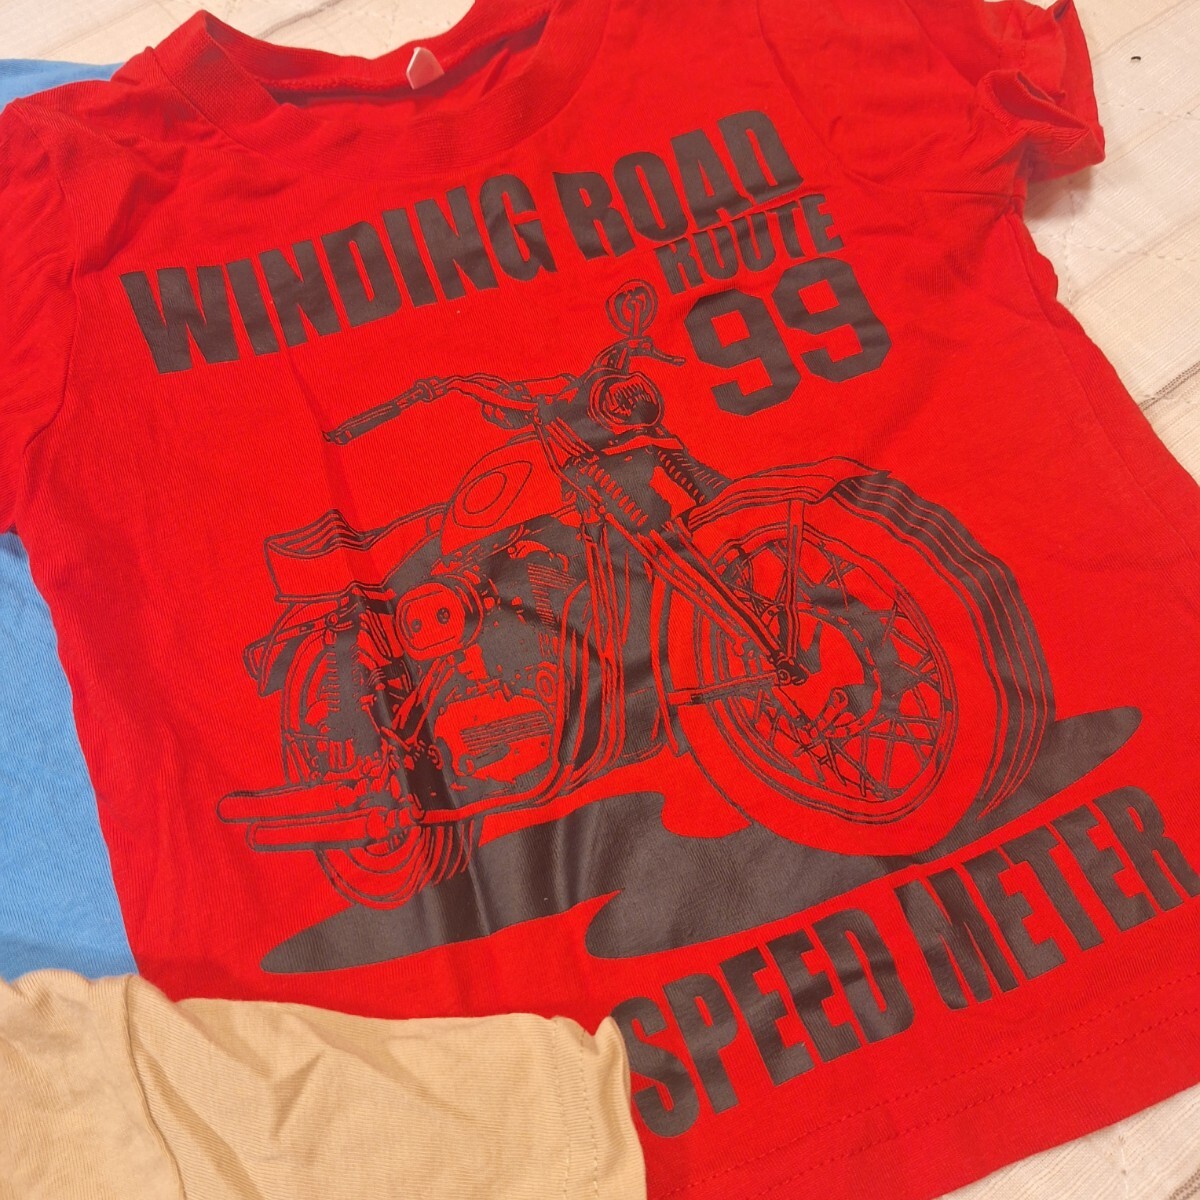 WINDING ROAD
ROUTE
99
SPEED METER